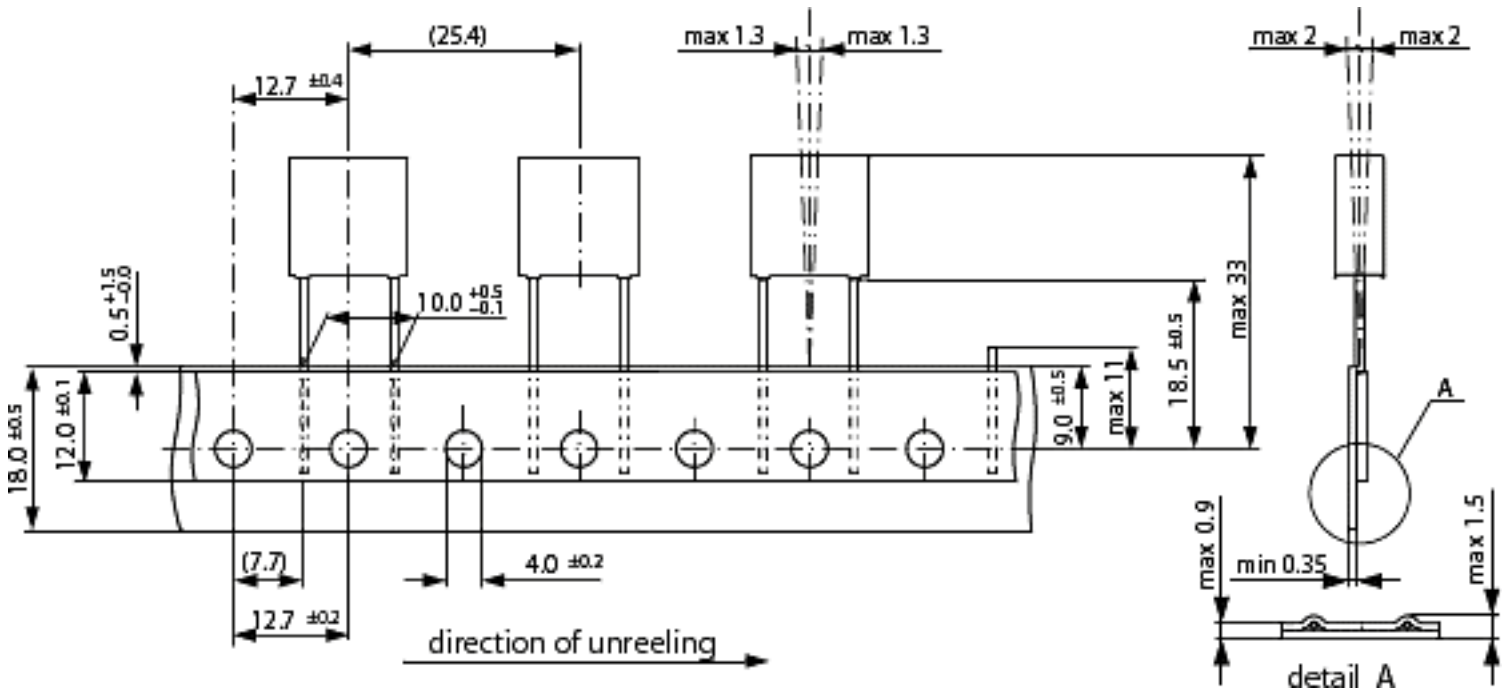 (25.4)
max 1.3
max 1.3
max 2
max 2
12.7 ±0.4
0.5 +1.5 −0.0
10.0 +0.5 −0.1
max 33
18.5 ±0.5
max 11
9.0 ±0.5
A
18.0 ±0.5
12.0 ±0.1
(7.7)
4.0 ±0.2
max 0.9
min 0.35
max 1.5
12.7 ±0.2
direction of unreeling
detail A